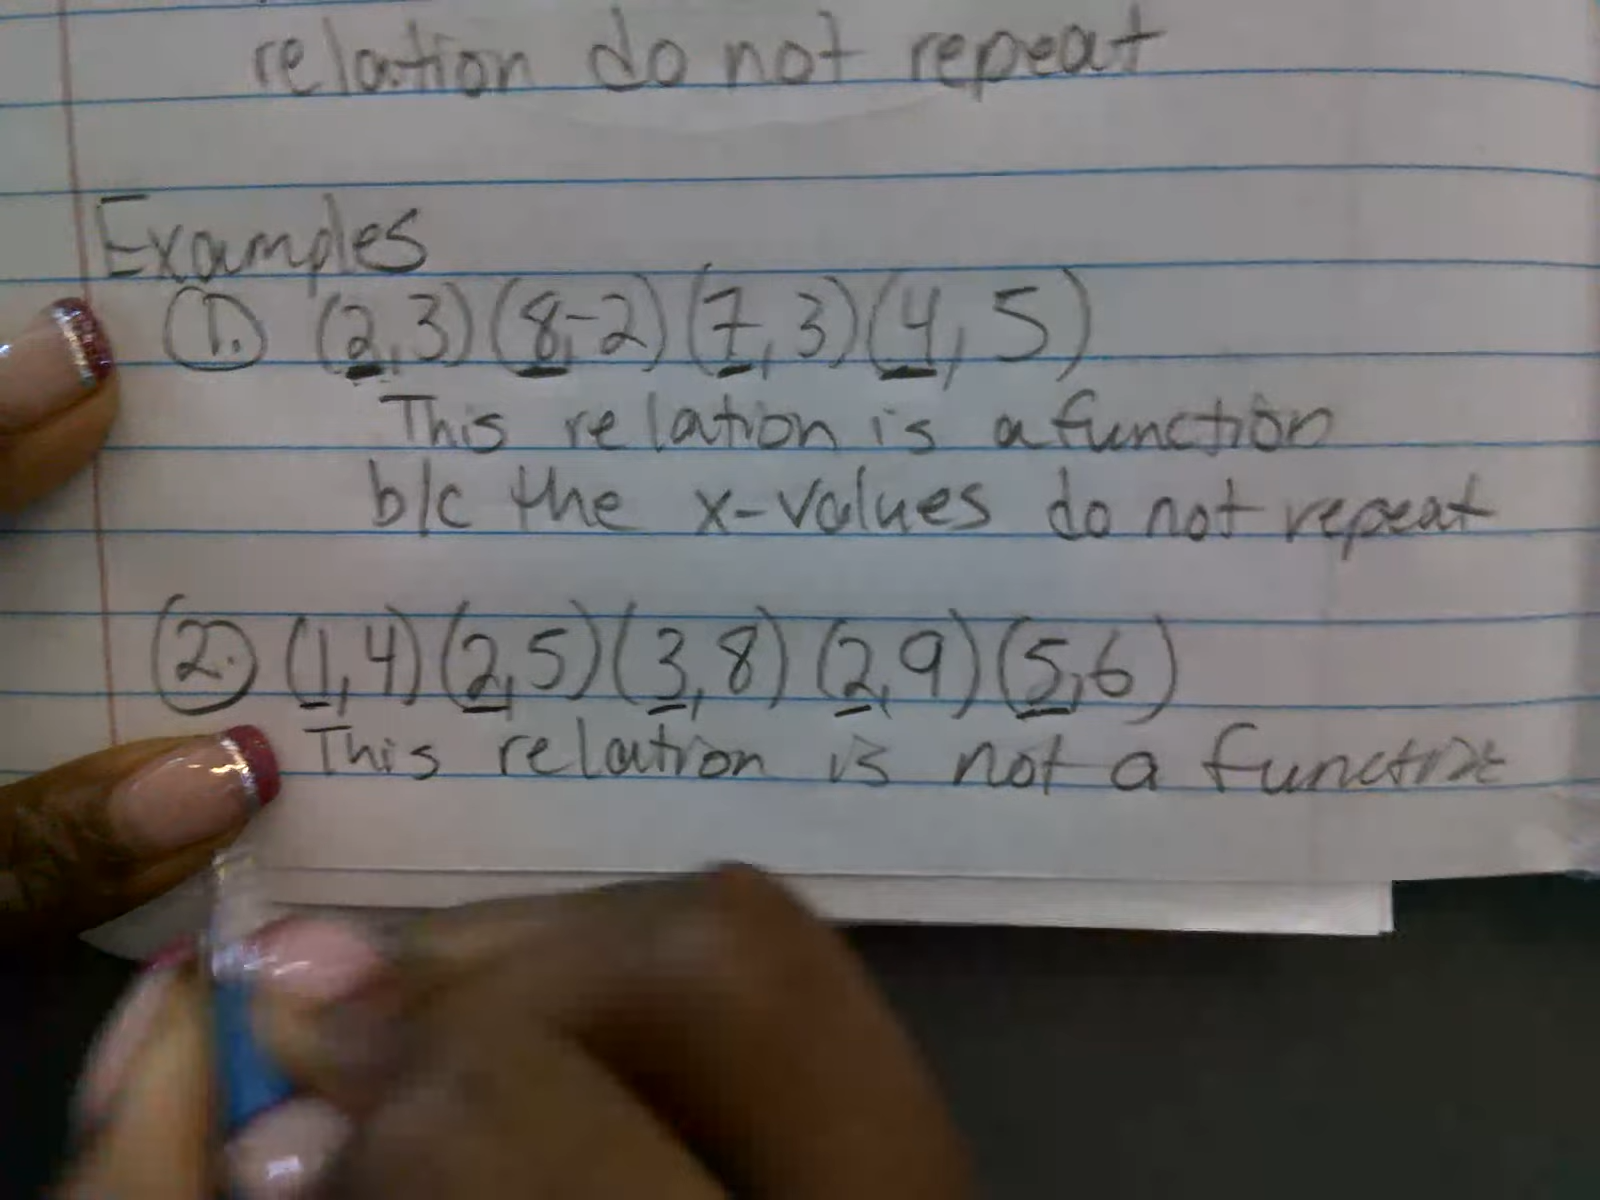 relation do not repeat
Examples
1. (2,3) (8,-2) (7,3) (4,5)
This relation is a function
b/c the x-values do not repeat
2. (1,4) (2,5) (3,8) (2,9) (5,6)
This relation is not a function